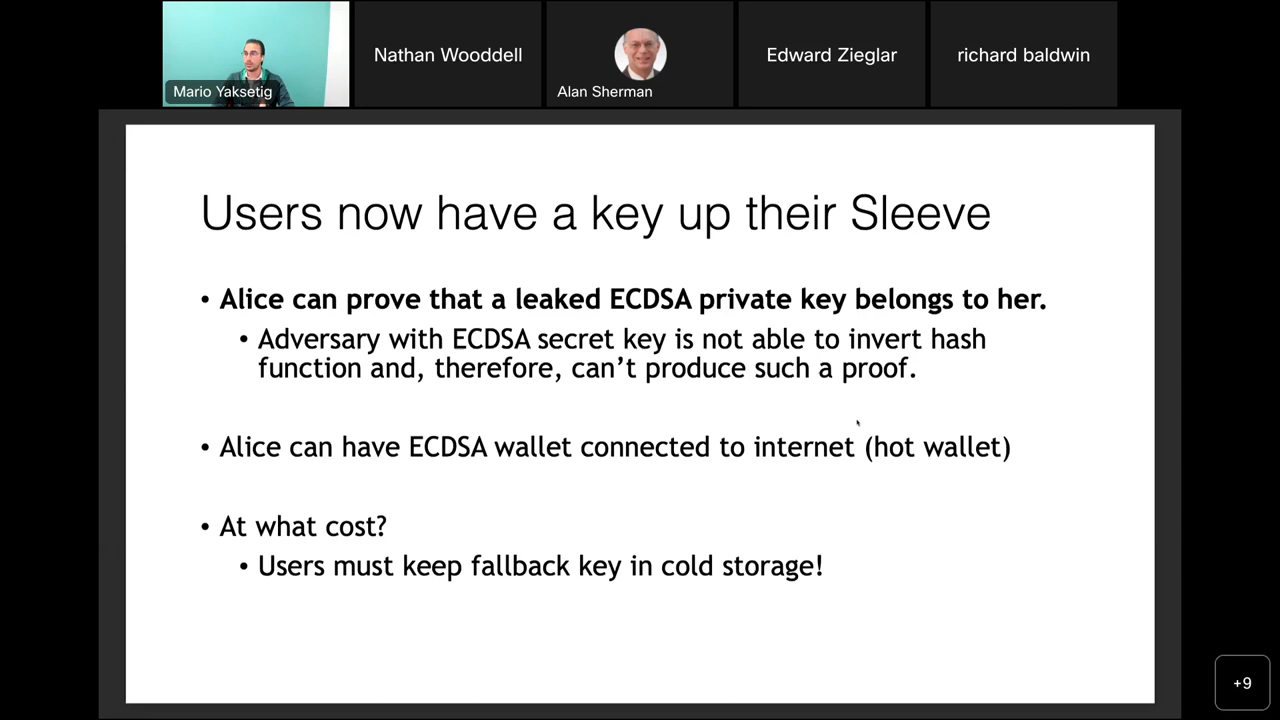 Mario Yaksetig
Nathan Wooddell
Alan Sherman
Edward Zieglar
richard baldwin
Users now have a key up their Sleeve
• Alice can prove that a leaked ECDSA private key belongs to her.
• Adversary with ECDSA secret key is not able to invert hash
function and, therefore, can’t produce such a proof.
• Alice can have ECDSA wallet connected to internet (hot wallet)
• At what cost?
• Users must keep fallback key in cold storage!
+9